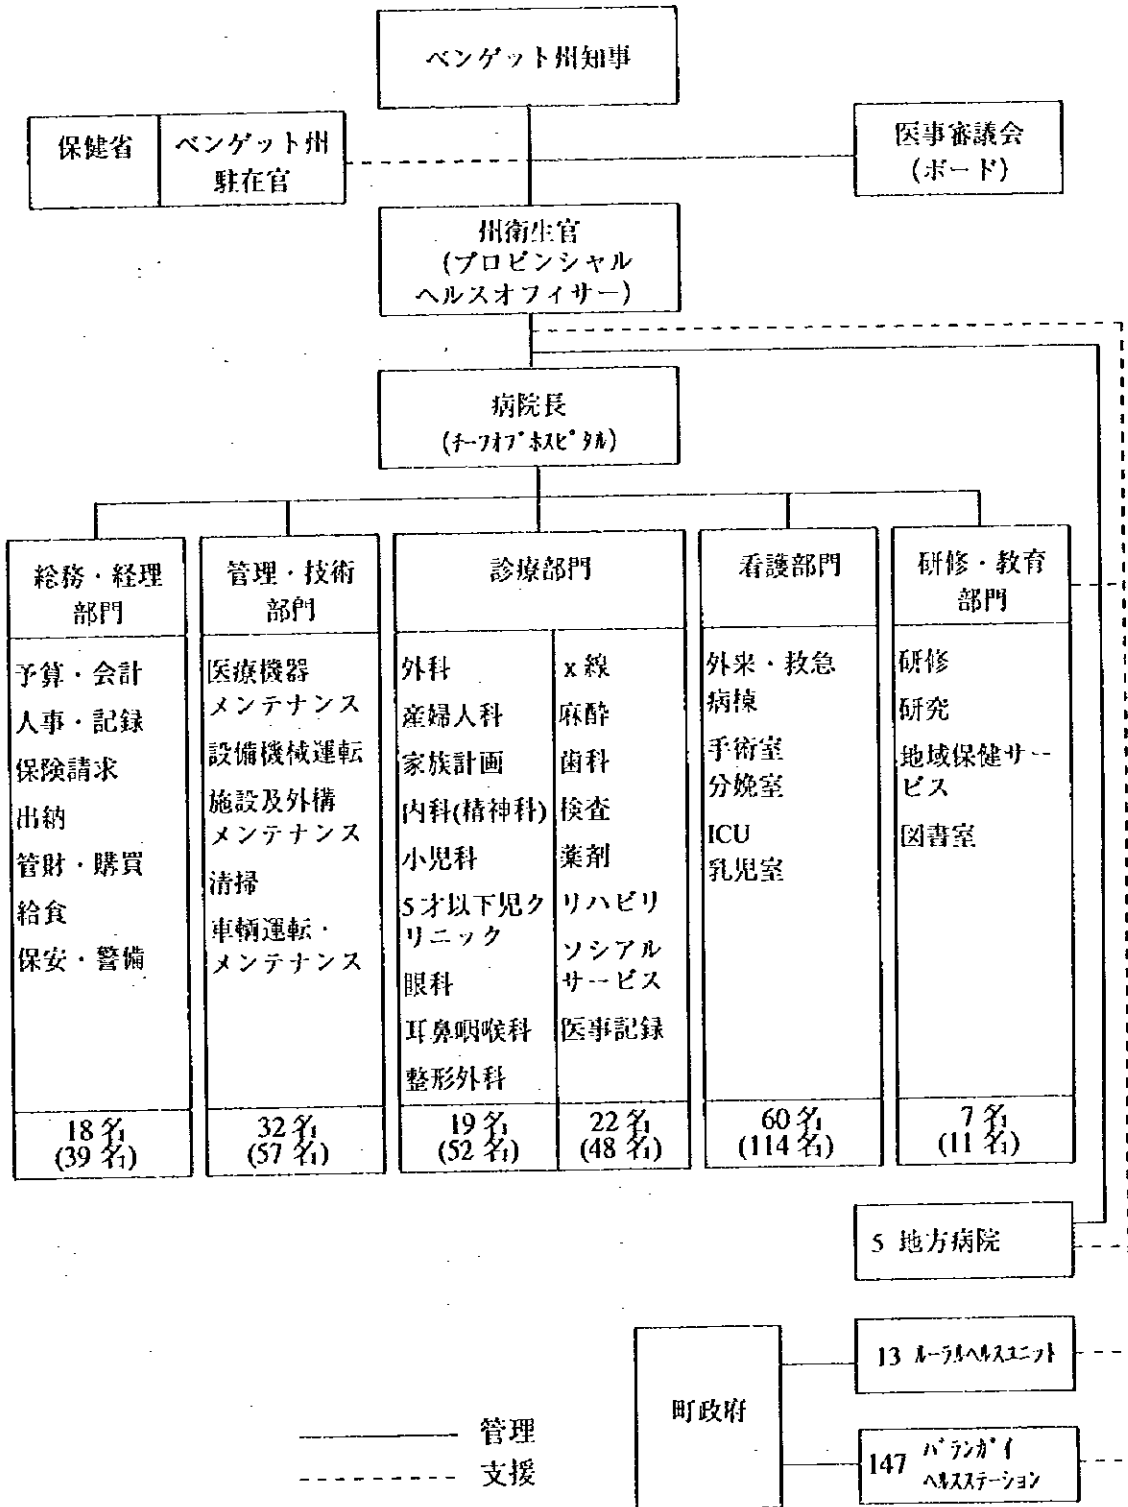 ベンゲット州知事
保健省
ベンゲット州
駐在官
医事審議会
(ボード)
州衛生官
(プロビンシャル
ヘルスオフィサー)
病院長
(チーフオブホスピタル)
総務・経理
部門
予算・会計
人事・記録
保険請求
出納
管財・購買
給食
保安・警備
18名
(39名)
管理・技術
部門
医療機器
メンテナンス
設備機械運転
施設及外構
メンテナンス
清掃
車輌運転・
メンテナンス
32名
(57名)
診療部門
外科
産婦人科
家族計画
内科(精神科)
小児科
5才以下児ク
リニック
眼科
耳鼻咽喉科
整形外科
19名
(52名)
x線
麻酔
歯科
検査
薬剤
リハビリ
ソシアル
サービス
医事記録
22名
(48名)
看護部門
外来・救急
病棟
手術室
分娩室
ICU
乳児室
60名
(114名)
研修・教育
部門
研修
研究
地域保健サー
ビス
図書室
7名
(11名)
5 地方病院
町政府
13 ルーラルヘルスユニット
147 バランガイ
ヘルスステーション
管理
支援